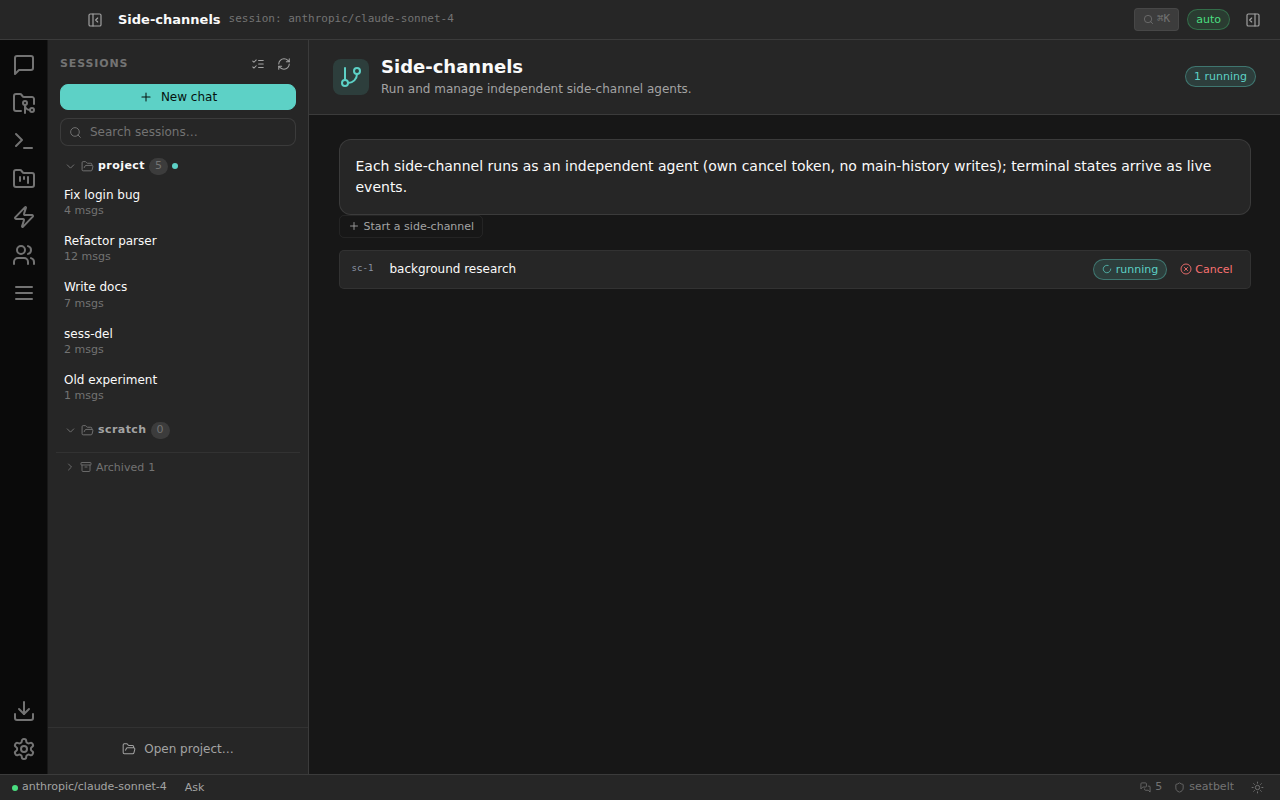 Side-channels session: anthropic/claude-sonnet-4 ⌘K auto
SESSIONS
New chat
Search sessions…
project 5
Fix login bug
4 msgs
Refactor parser
12 msgs
Write docs
7 msgs
sess-del
2 msgs
Old experiment
1 msgs
scratch 0
Archived 1
Open project…
Side-channels
Run and manage independent side-channel agents.
1 running
Each side-channel runs as an independent agent (own cancel token, no main-history writes); terminal states arrive as live
events.
Start a side-channel
sc-1 background research running Cancel
anthropic/claude-sonnet-4 Ask 5 seatbelt